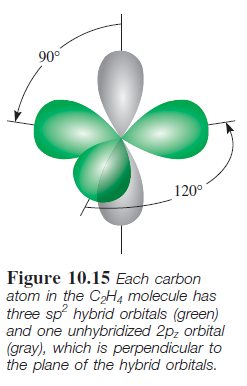 90°
120°
Figure 10.15 Each carbon
atom in the C₂H₄ molecule has
three sp² hybrid orbitals (green)
and one unhybridized 2p_z orbital
(gray), which is perpendicular to
the plane of the hybrid orbitals.